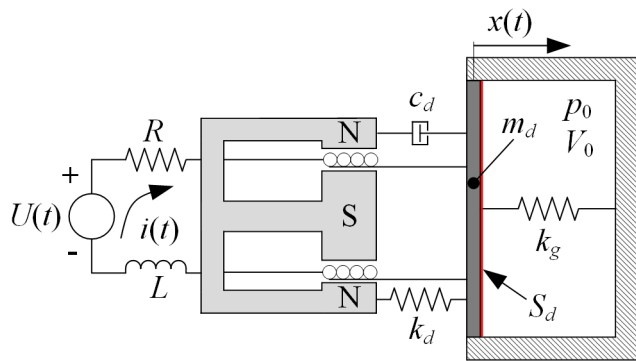 x(t)
c_d
p_0
R
N
m_d
V_0
+
U(t)
i(t)
S
-
k_g
L
N
k_d
S_d